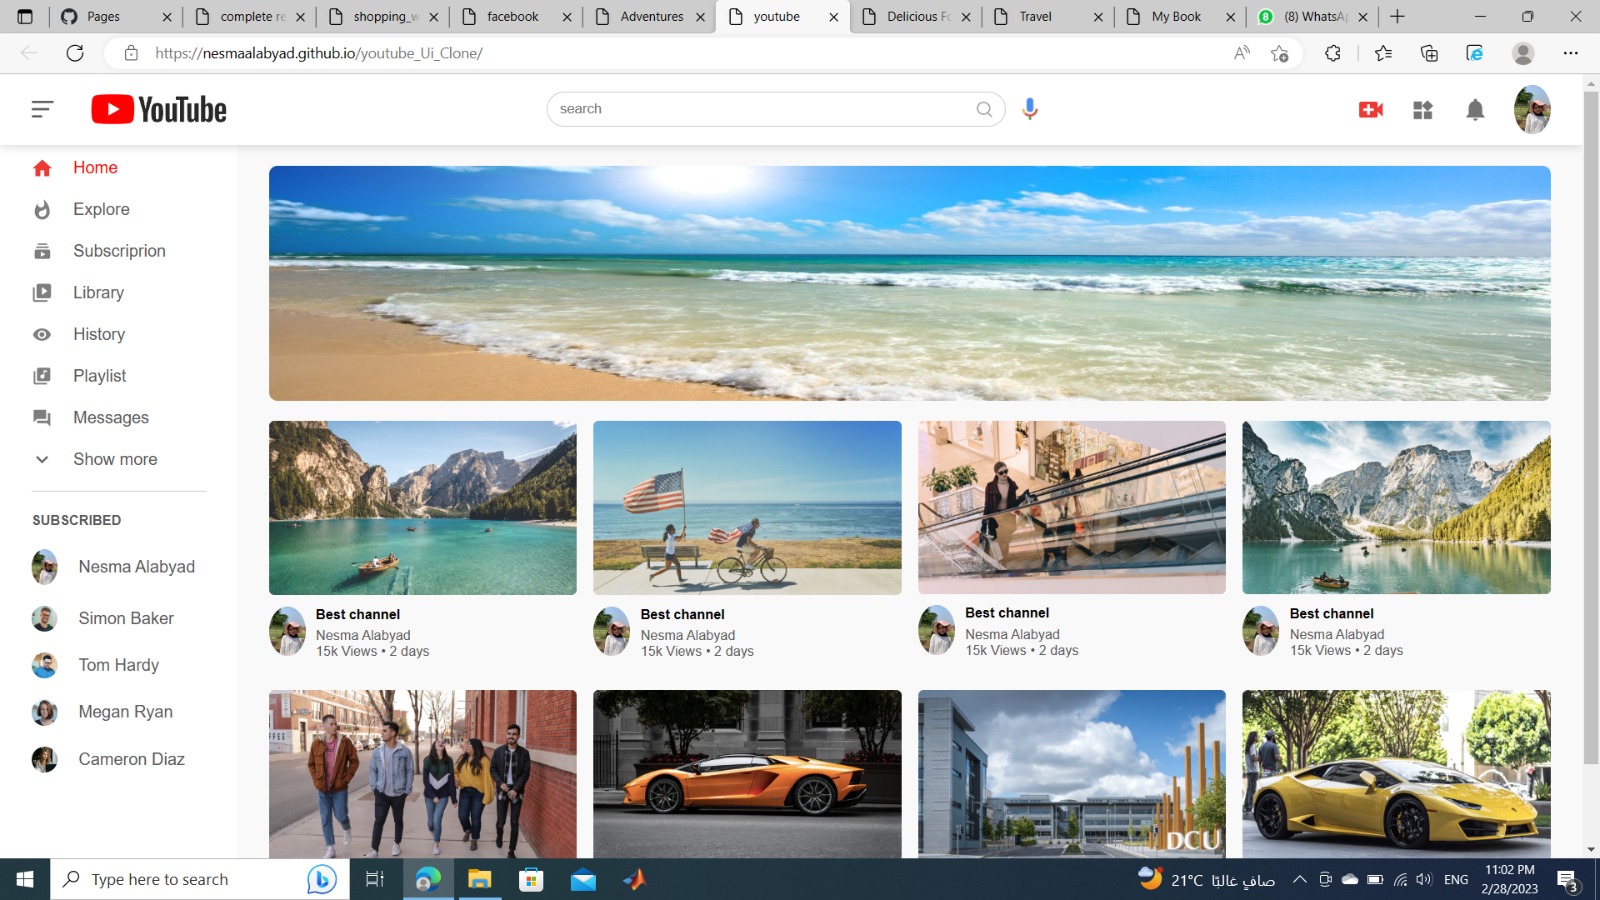 Pages
complete re
shopping_w
facebook
Adventures
youtube
Delicious Fo
Travel
My Book
(8) WhatsAp
https://nesmaalabyad.github.io/youtube_Ui_Clone/
YouTube
search
Home
Explore
Subscriprion
Library
History
Playlist
Messages
Show more
SUBSCRIBED
Nesma Alabyad
Simon Baker
Tom Hardy
Megan Ryan
Cameron Diaz
Best channel
Nesma Alabyad
15k Views • 2 days
Best channel
Nesma Alabyad
15k Views • 2 days
Best channel
Nesma Alabyad
15k Views • 2 days
Best channel
Nesma Alabyad
15k Views • 2 days
DCU
Type here to search
21°C صافٍ غالبًا
ENG
11:02 PM
2/28/2023
3